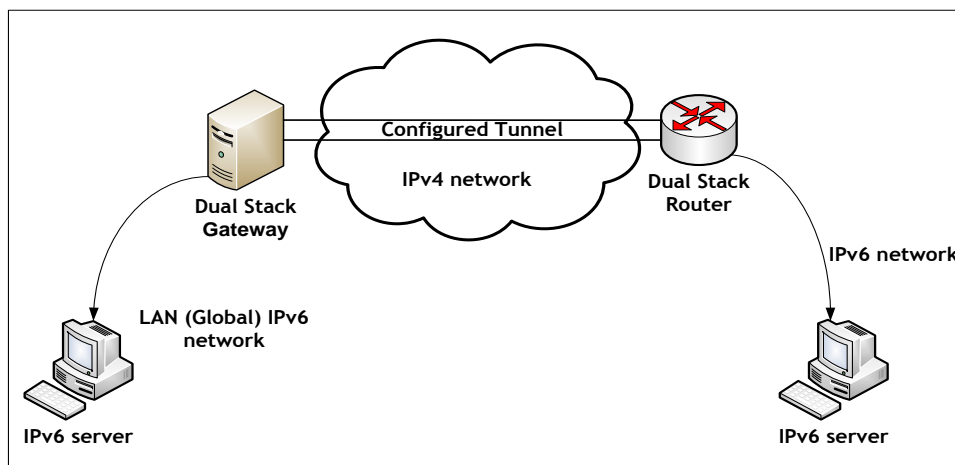 Configured Tunnel
IPv4 network
Dual Stack
Gateway
Dual Stack
Router
IPv6 network
LAN (Global) IPv6
network
IPv6 server
IPv6 server